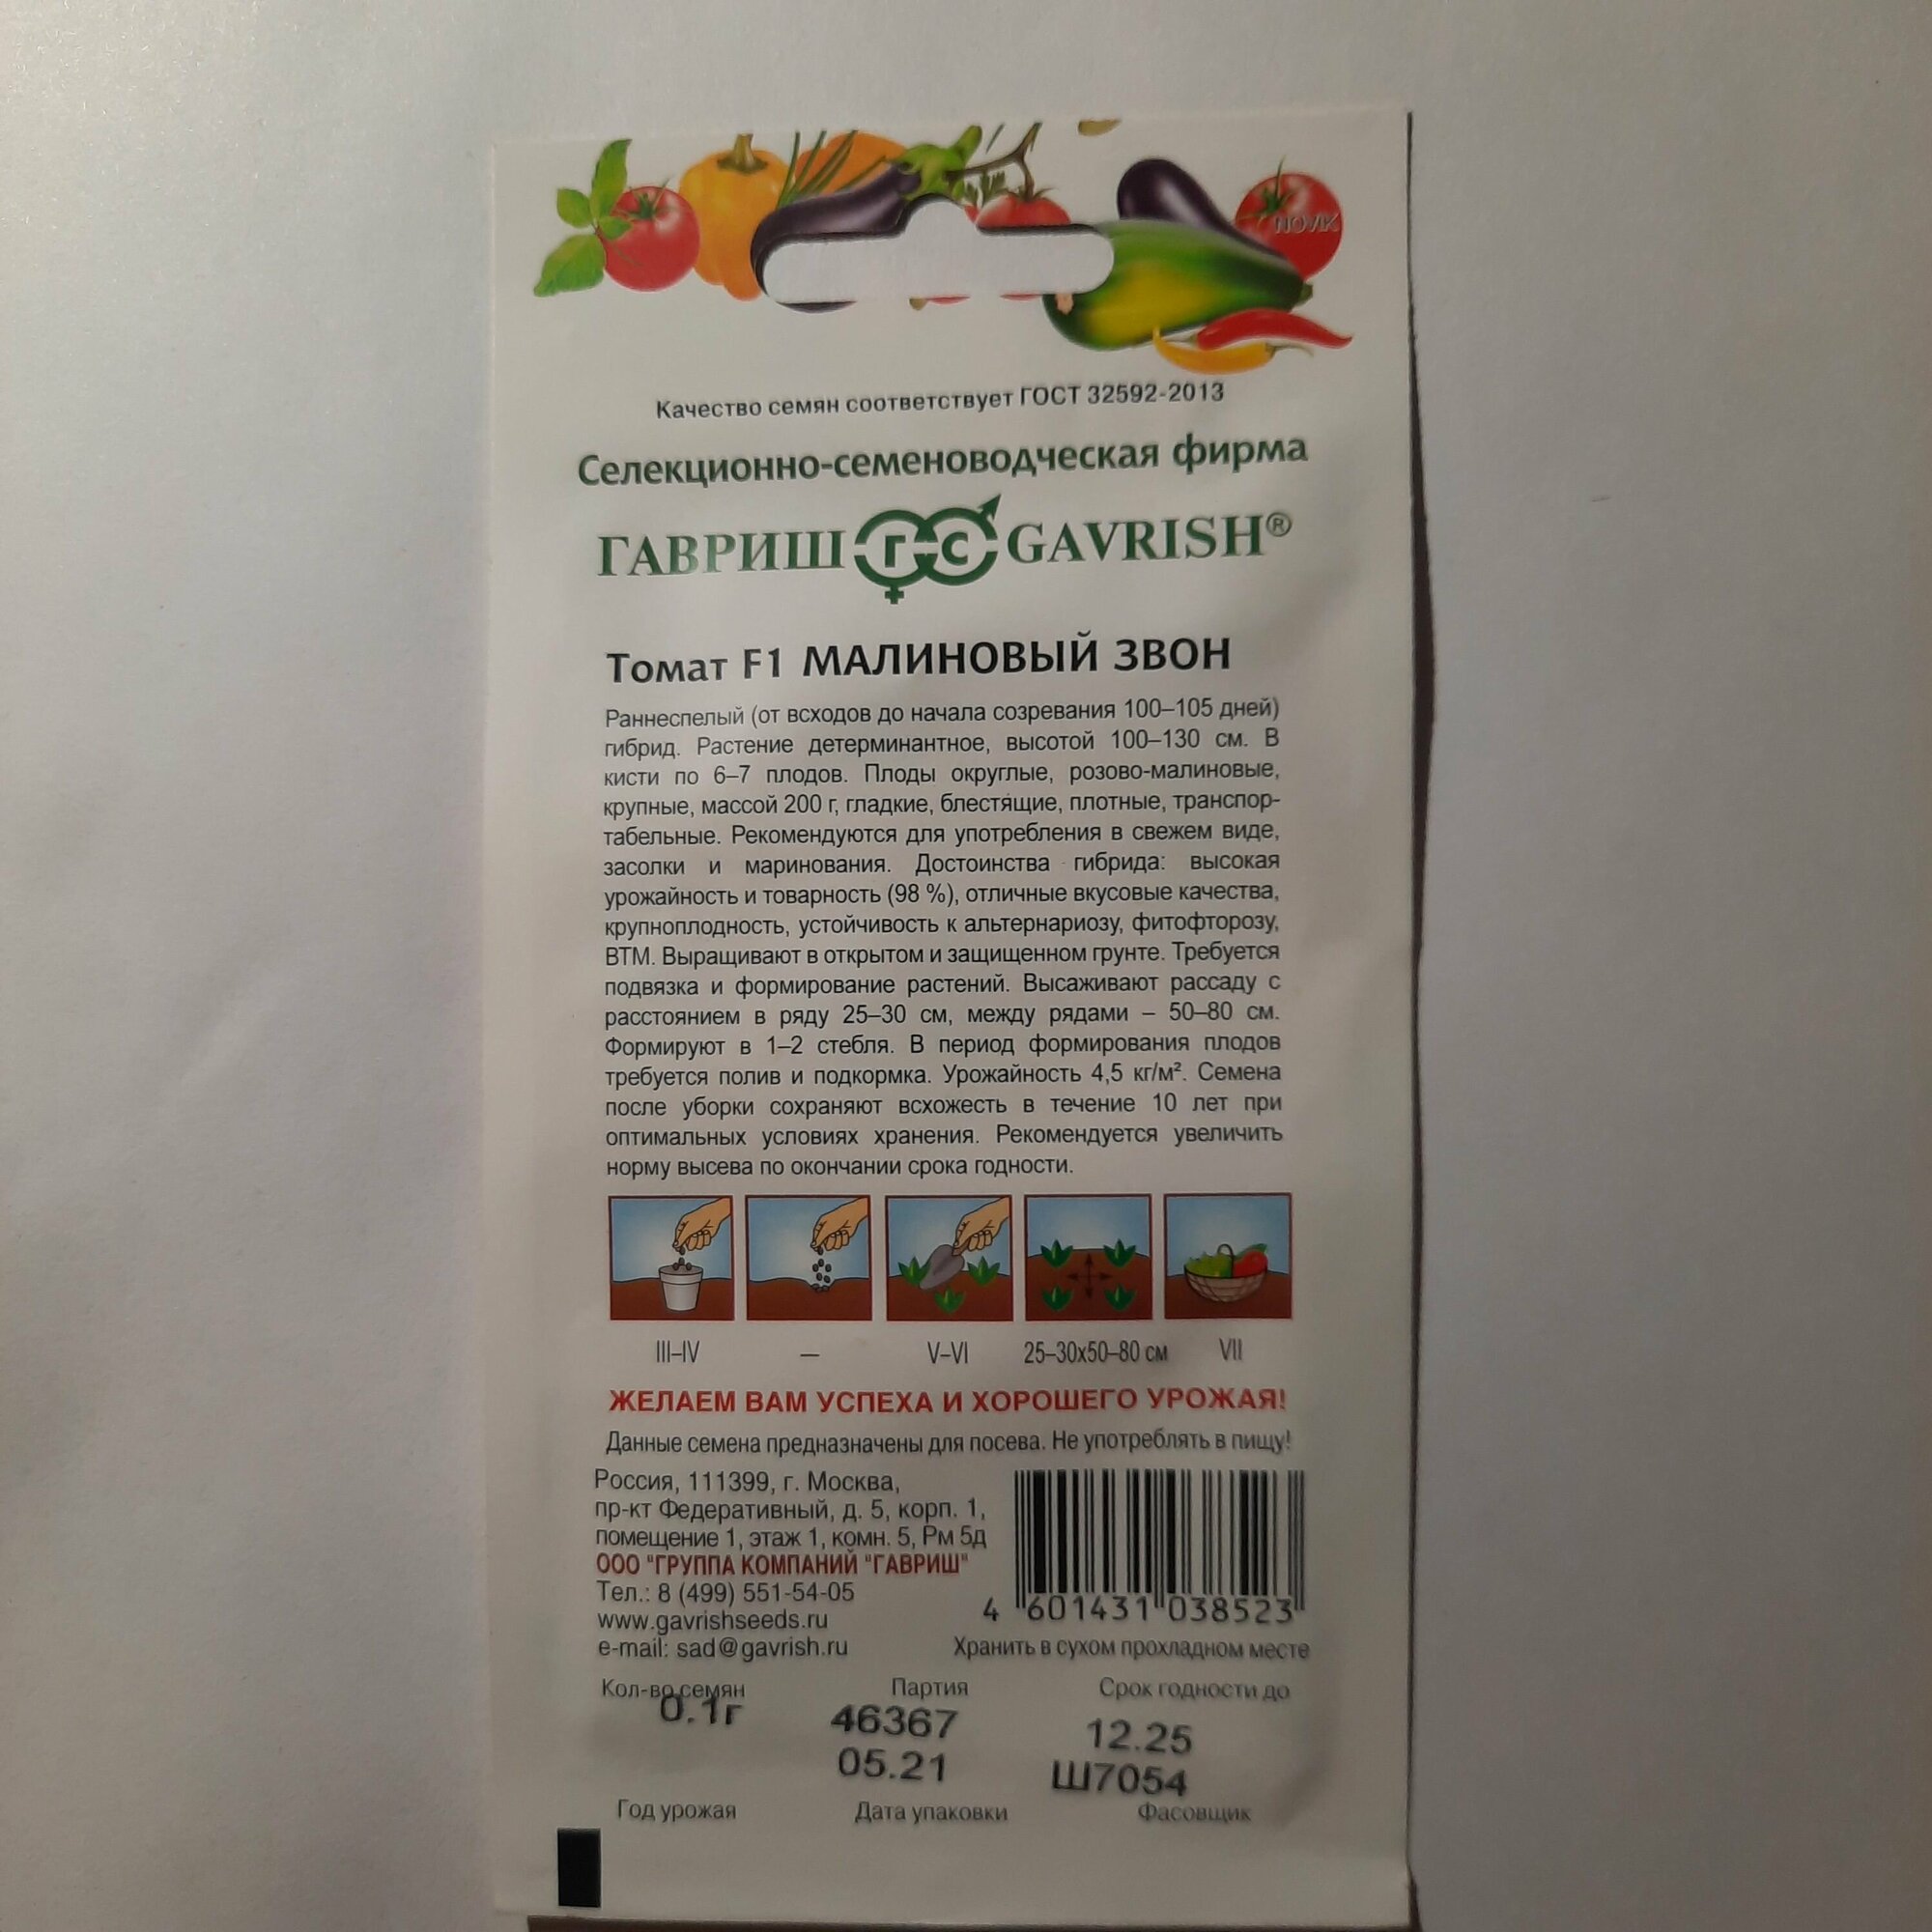 NOVIK
Качество семян соответствует ГОСТ 32592-2013
Селекционно-семеноводческая фирма
ГАВРИШ ГС GAVRISH®
Томат F1 МАЛИНОВЫЙ ЗВОН
Раннеспелый (от всходов до начала созревания 100–105 дней)
гибрид. Растение детерминантное, высотой 100–130 см. В
кисти по 6–7 плодов. Плоды округлые, розово-малиновые,
крупные, массой 200 г, гладкие, блестящие, плотные, транспор-
табельные. Рекомендуются для употребления в свежем виде,
засолки и маринования. Достоинства гибрида: высокая
урожайность и товарность (98 %), отличные вкусовые качества,
крупноплодность, устойчивость к альтернариозу, фитофторозу,
ВТМ. Выращивают в открытом и защищенном грунте. Требуется
подвязка и формирование растений. Высаживают рассаду с
расстоянием в ряду 25–30 см, между рядами – 50–80 см.
Формируют в 1–2 стебля. В период формирования плодов
требуется полив и подкормка. Урожайность 4,5 кг/м². Семена
после уборки сохраняют всхожесть в течение 10 лет при
оптимальных условиях хранения. Рекомендуется увеличить
норму высева по окончании срока годности.
III–IV — V–VI 25–30х50–80 см VII
ЖЕЛАЕМ ВАМ УСПЕХА И ХОРОШЕГО УРОЖАЯ!
Данные семена предназначены для посева. Не употреблять в пищу!
Россия, 111399, г. Москва,
пр-кт Федеративный, д. 5, корп. 1,
помещение 1, этаж 1, комн. 5, Рм 5д
ООО "ГРУППА КОМПАНИЙ "ГАВРИШ"
Тел.: 8 (499) 551-54-05
www.gavrishseeds.ru
e-mail: sad@gavrish.ru
4 601431 038523
Хранить в сухом прохладном месте
Кол-во семян Партия Срок годности до
0.1г 46367 12.25
05.21 Ш7054
Год урожая Дата упаковки Фасовщик